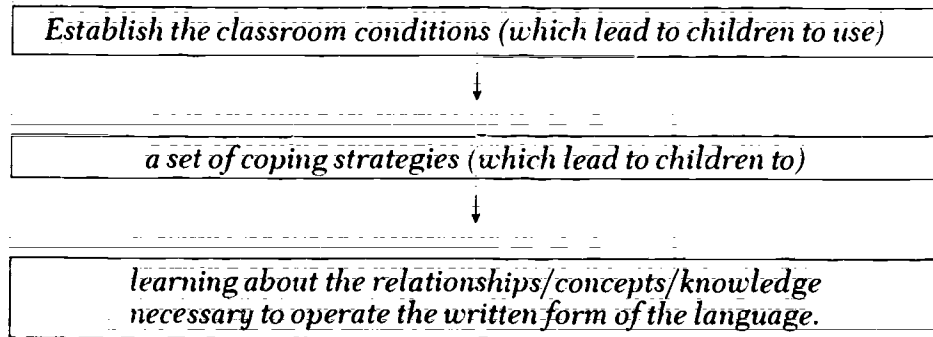 Establish the classroom conditions (which lead to children to use)
a set of coping strategies (which lead to children to)
learning about the relationships/concepts/knowledge
necessary to operate the written form of the language.